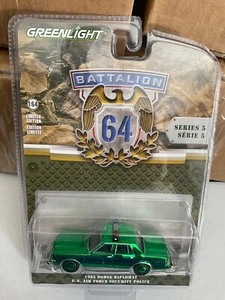 GREENLIGHT
BATTALION
64
1:64
LIMITED
EDITION
EDITION
LIMITÉE
SERIES 5
SÉRIE 5
1985 DODGE DIPLOMAT
U.S. AIR FORCE SECURITY POLICE